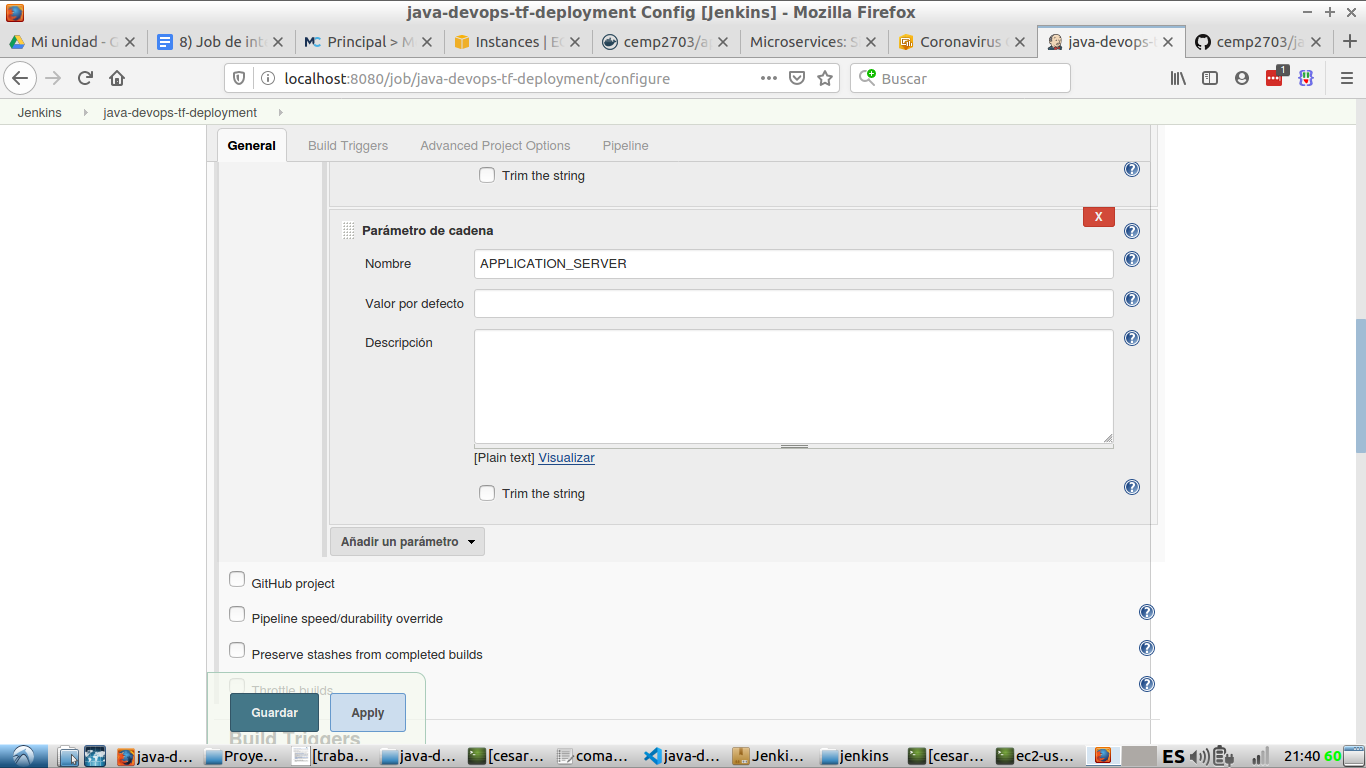 java-devops-tf-deployment Config [Jenkins] - Mozilla Firefox
Mi unidad - G
8) Job de inte
Principal > M
Instances | EC
cemp2703/ap
Microservices: S
Coronavirus
java-devops-t
cemp2703/ja
localhost:8080/job/java-devops-tf-deployment/configure
Buscar
1
Jenkins
java-devops-tf-deployment
General
Build Triggers
Advanced Project Options
Pipeline
Trim the string
X
Parámetro de cadena
Nombre
APPLICATION_SERVER
Valor por defecto
Descripción
[Plain text] Visualizar
Trim the string
Añadir un parámetro
GitHub project
Pipeline speed/durability override
Preserve stashes from completed builds
Throttle builds
Guardar
Apply
Build Triggers
java-d...
Proye...
[traba...
java-d...
[cesar...
coma...
java-d...
Jenki...
jenkins
[cesar...
ec2-us...
ES
21:40
60